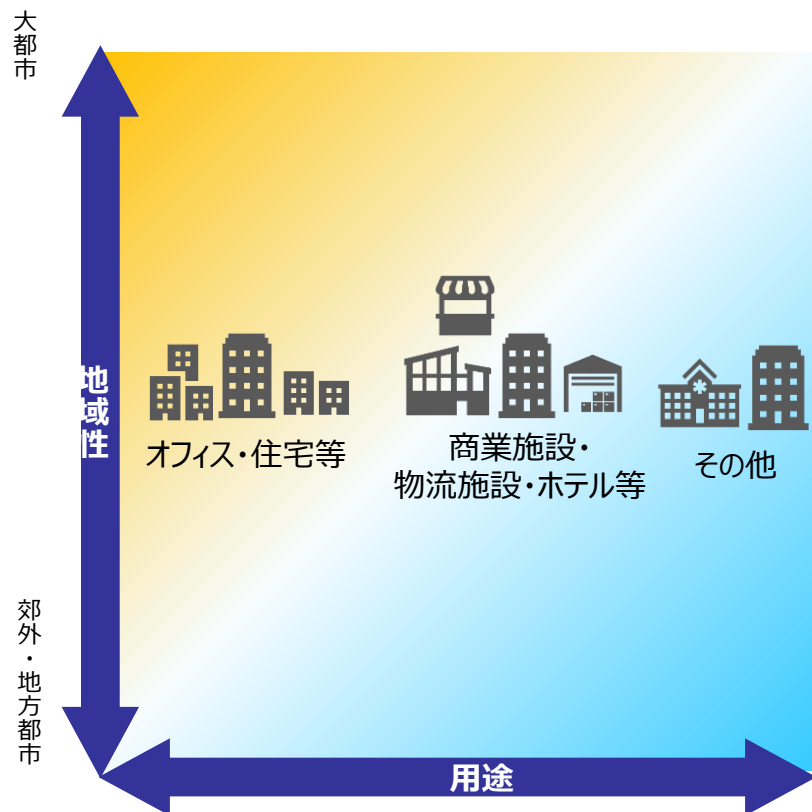 大都市
地域性
オフィス・住宅等
商業施設・
物流施設・ホテル等
その他
郊外・地方都市
用途